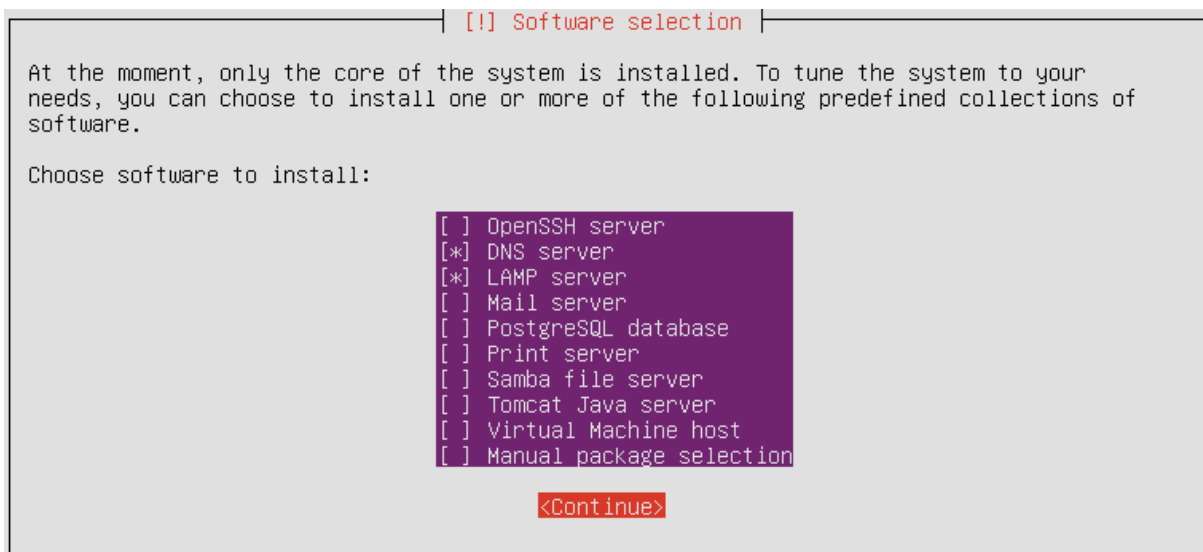 [!] Software selection
At the moment, only the core of the system is installed. To tune the system to your
needs, you can choose to install one or more of the following predefined collections of
software.
Choose software to install:
[ ] OpenSSH server
[*] DNS server
[*] LAMP server
[ ] Mail server
[ ] PostgreSQL database
[ ] Print server
[ ] Samba file server
[ ] Tomcat Java server
[ ] Virtual Machine host
[ ] Manual package selection
<Continue>